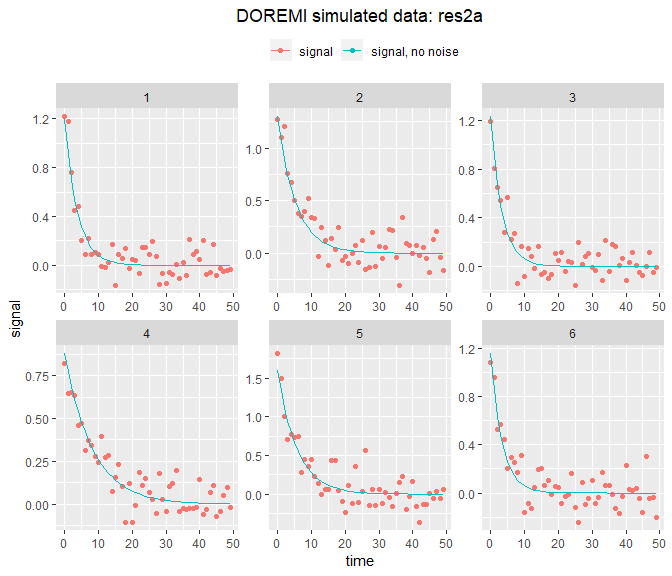 DOREMI simulated data: res2a
signal signal, no noise
1 2 3
1.2 0.8 0.4 0.0
1.0 0.5 0.0
1.2 0.8 0.4 0.0
0 10 20 30 40 50 0 10 20 30 40 50 0 10 20 30 40 50
signal
4 5 6
0.75 0.50 0.25 0.00
1.5 1.0 0.5 0.0
1.2 0.8 0.4 0.0
0 10 20 30 40 50 0 10 20 30 40 50 0 10 20 30 40 50
time